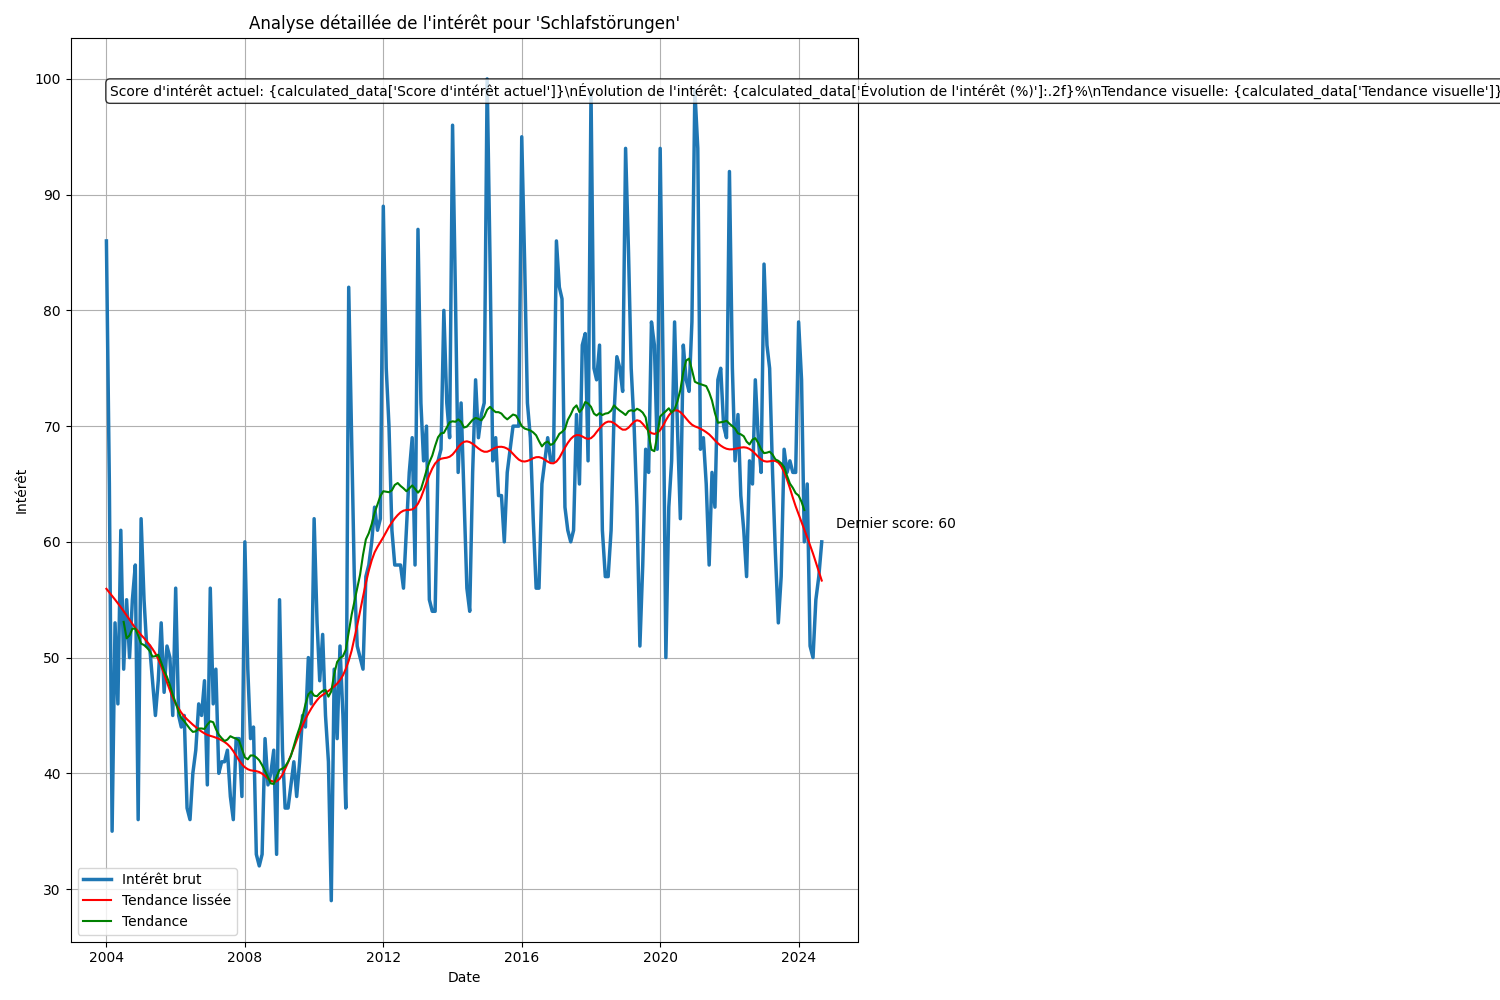 Analyse détaillée de l'intérêt pour 'Schlafstörungen'
100
Score d'intérêt actuel: {calculated_data['Score d'intérêt actuel']}\nÉvolution de l'intérêt: {calculated_data['Évolution de l'intérêt (%)']:.2f}%\nTendance visuelle: {calculated_data['Tendance visuelle']}
90
80
70
60
50
40
30
Intérêt
Dernier score: 60
Intérêt brut
Tendance lissée
Tendance
2004 2008 2012 2016 2020 2024
Date